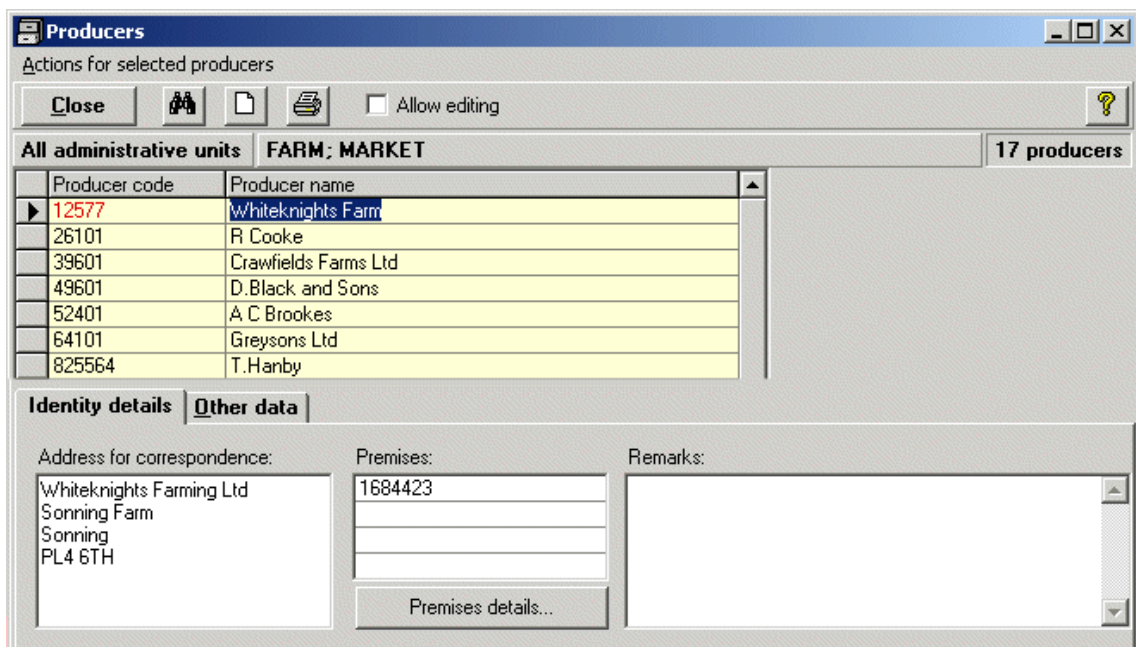 Producers
Actions for selected producers
Close Allow editing
All administrative units FARM; MARKET 17 producers
Producer code Producer name
12577 Whiteknights Farm
26101 R Cooke
39601 Crawfields Farms Ltd
49601 D.Black and Sons
52401 A C Brookes
64101 Greysons Ltd
825564 T.Hanby
Identity details Other data
Address for correspondence: Premises: Remarks:
Whiteknights Farming Ltd 1684423
Sonning Farm
Sonning
PL4 6TH
Premises details...